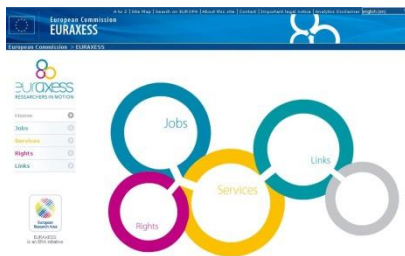 A to Z | Site Map | Search on EUROPA | About this site | Contact | Important legal notice | Analytics Disclaimer english (en)
European Commission
EURAXESS
European Commission > EURAXESS
euraxess
RESEARCHERS IN MOTION
Home
Jobs
Services
Rights
Links
European
Research Area
EURAXESS
is an ERA initiative
Jobs
Links
Services
Rights